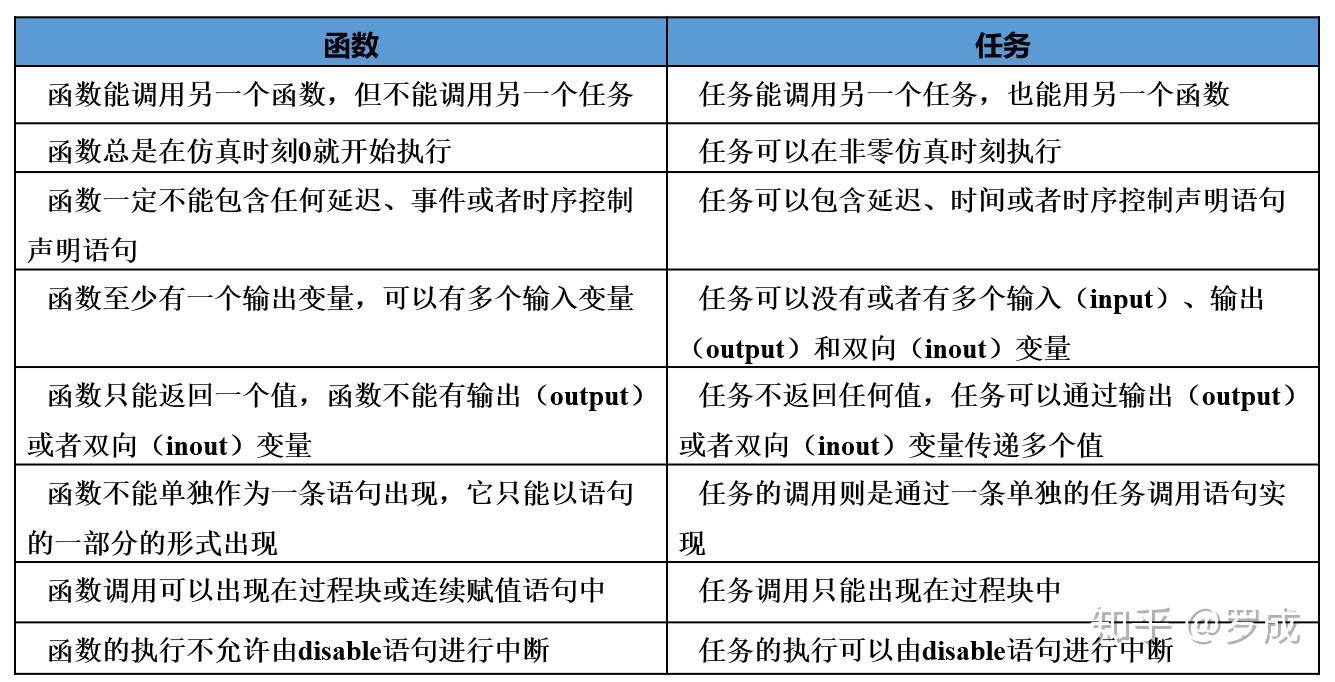 函数
任务
函数能调用另一个函数，但不能调用另一个任务
任务能调用另一个任务，也能用另一个函数
函数总是在仿真时刻0就开始执行
任务可以在非零仿真时刻执行
函数一定不能包含任何延迟、事件或者时序控制
声明语句
任务可以包含延迟、时间或者时序控制声明语句
函数至少有一个输出变量，可以有多个输入变量
任务可以没有或者有多个输入（input）、输出
（output）和双向（inout）变量
函数只能返回一个值，函数不能有输出（output）
或者双向（inout）变量
任务不返回任何值，任务可以通过输出（output）
或者双向（inout）变量传递多个值
函数不能单独作为一条语句出现，它只能以语句
的一部分的形式出现
任务的调用则是通过一条单独的任务调用语句实
现
函数调用可以出现在过程块或连续赋值语句中
任务调用只能出现在过程块中
函数的执行不允许由disable语句进行中断
任务的执行可以由disable语句进行中断
知乎 @罗成